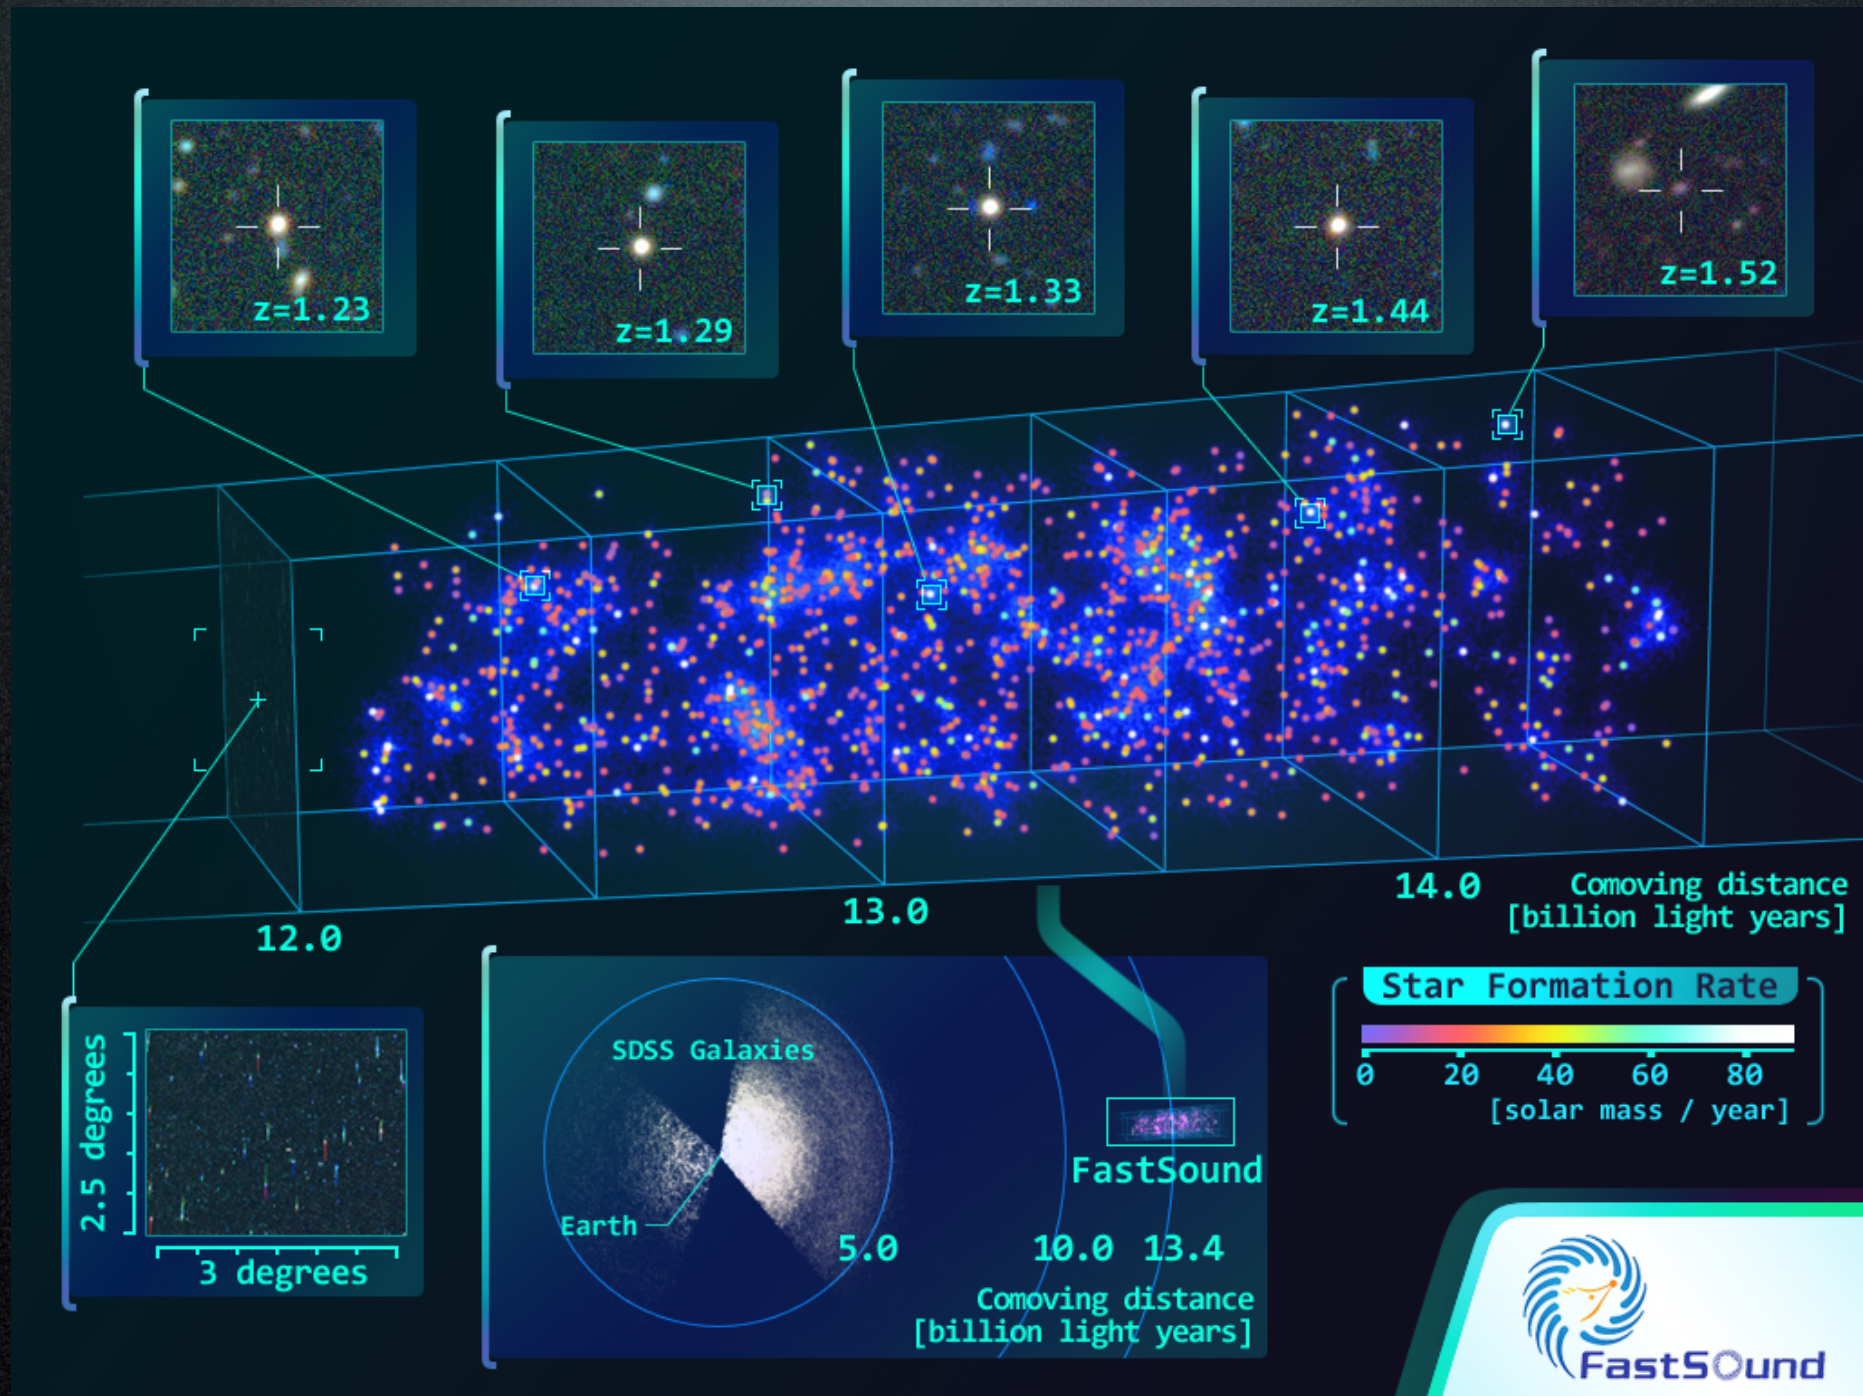 z=1.23
z=1.29
z=1.33
z=1.44
z=1.52
12.0
13.0
14.0
Comoving distance
[billion light years]
2.5 degrees
3 degrees
SDSS Galaxies
Earth
5.0
FastSound
10.0
13.4
Comoving distance
[billion light years]
Star Formation Rate
0 20 40 60 80
[solar mass / year]
FastSound